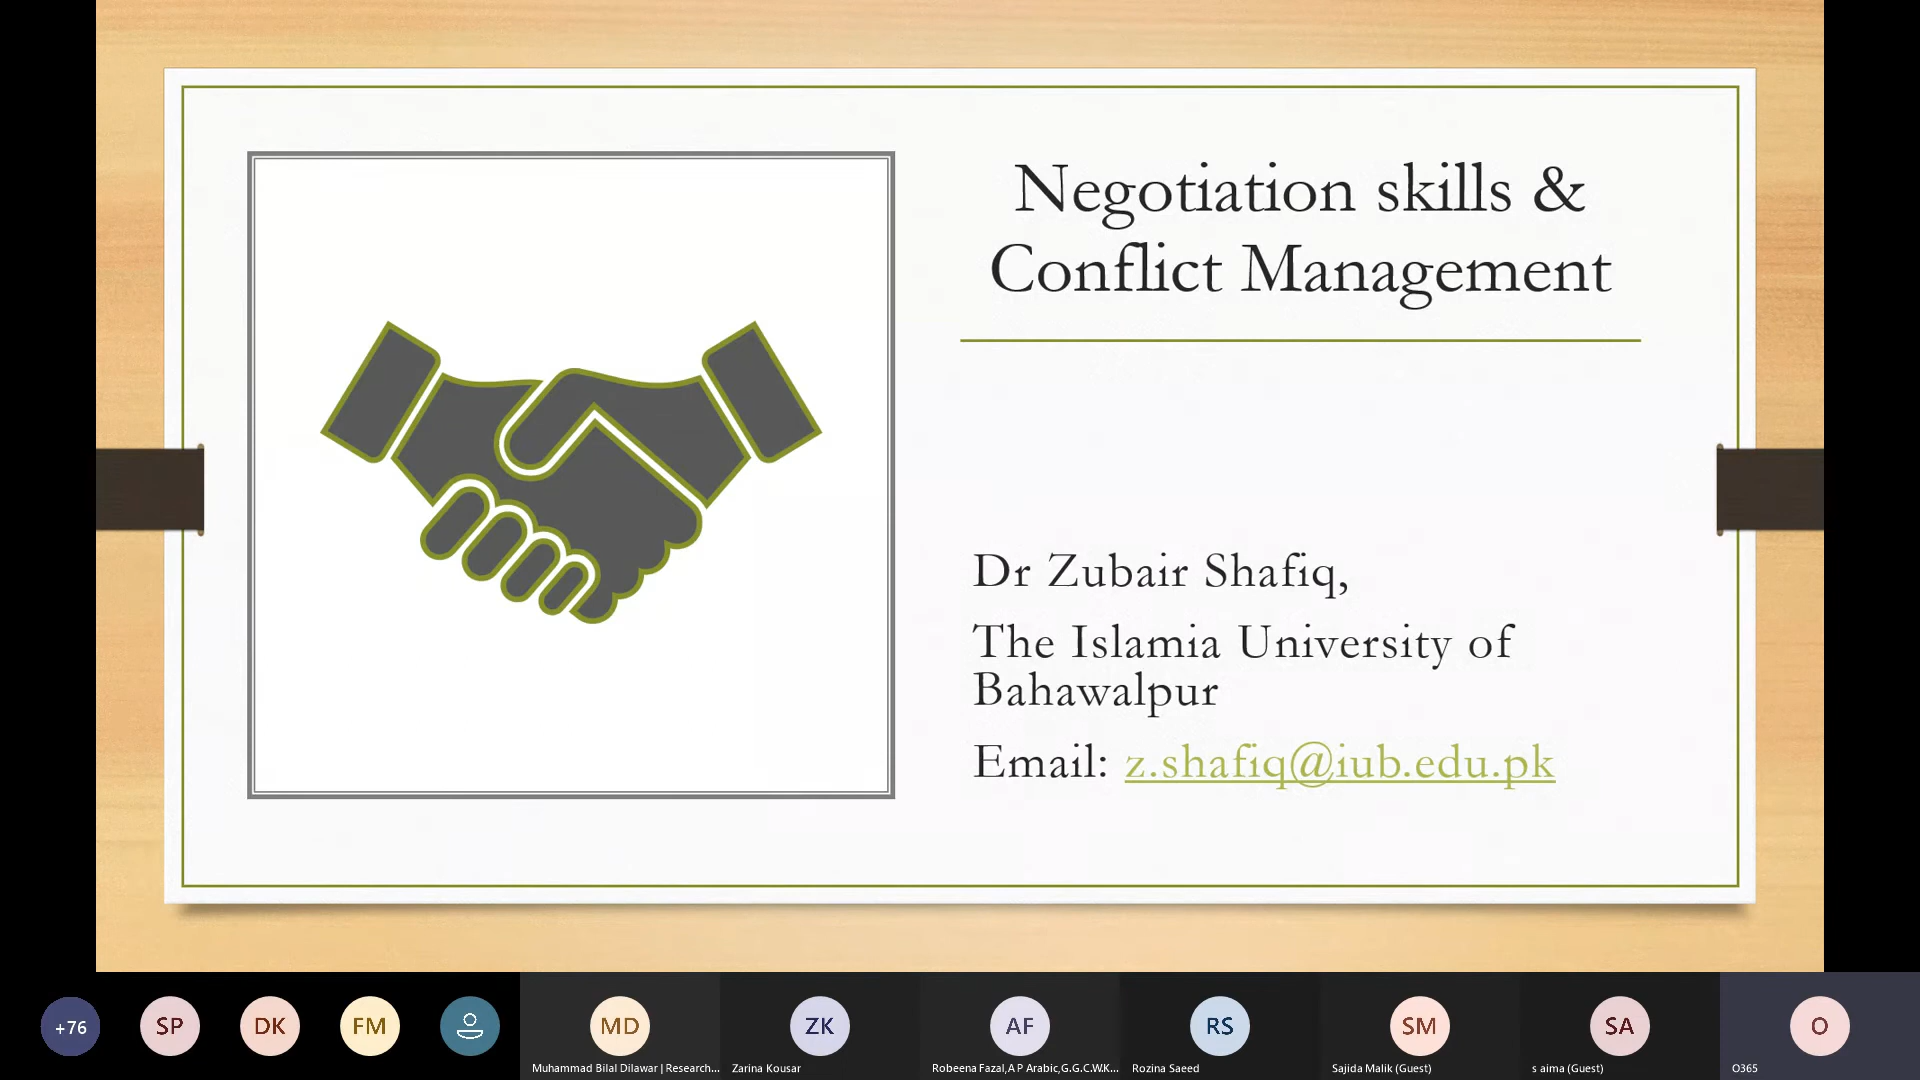 Negotiation skills &
Conflict Management
Dr Zubair Shafiq,
The Islamia University of
Bahawalpur
Email: z.shafiq@iub.edu.pk
+76
SP
DK
FM
MD
ZK
AF
RS
SM
SA
O
Muhammad Bilal Dilawar | Research...
Zarina Kousar
Robeena Fazal,A P Arabic,G.G.C.W.K...
Rozina Saeed
Sajida Malik (Guest)
s aima (Guest)
O365